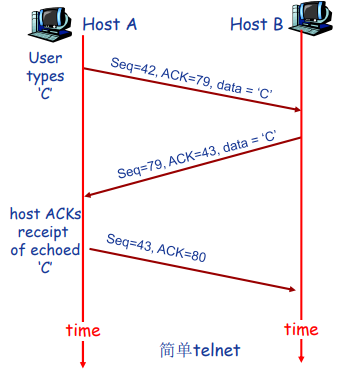 Host A
Host B
User
types
‘C’
Seq=42, ACK=79, data = ‘C’
Seq=79, ACK=43, data = ‘C’
host ACKs
receipt
of echoed
‘C’
Seq=43, ACK=80
time
time
简单telnet